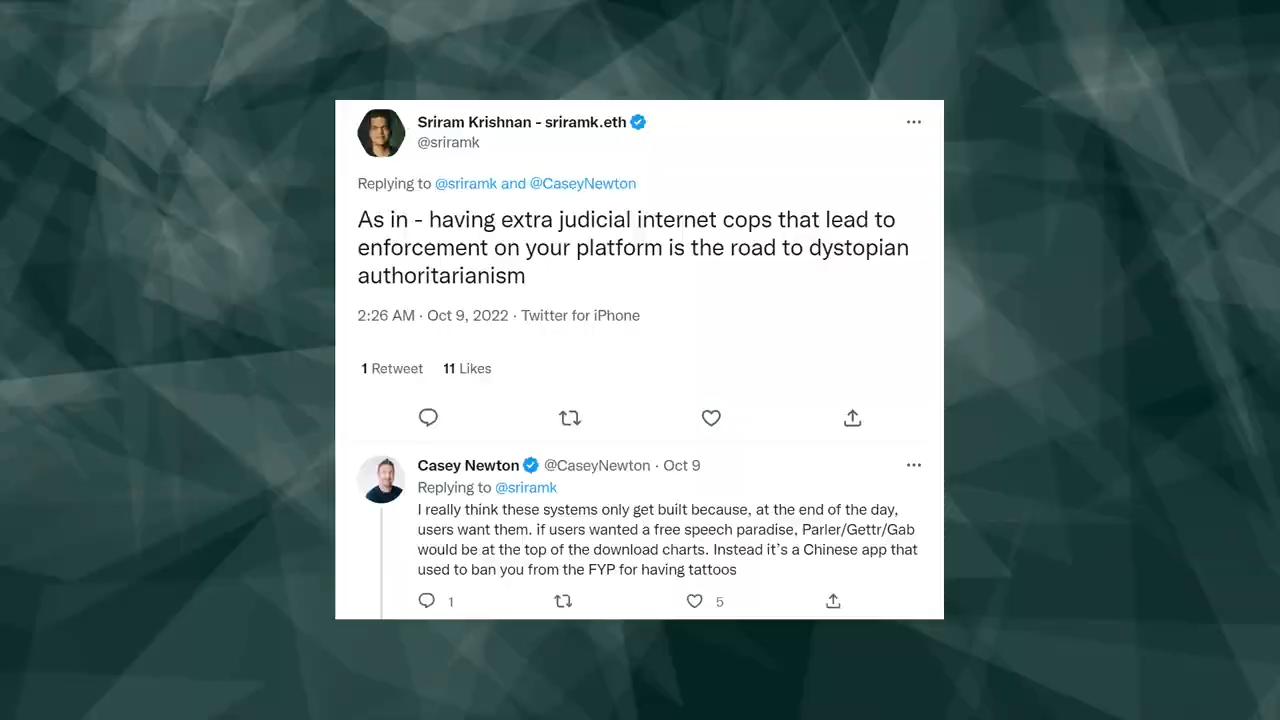 Sriram Krishnan - sriramk.eth
@sriramk
Replying to @sriramk and @CaseyNewton
As in - having extra judicial internet cops that lead to
enforcement on your platform is the road to dystopian
authoritarianism
2:26 AM · Oct 9, 2022 · Twitter for iPhone
1 Retweet 11 Likes
Casey Newton @CaseyNewton · Oct 9
Replying to @sriramk
I really think these systems only get built because, at the end of the day,
users want them. if users wanted a free speech paradise, Parler/Gettr/Gab
would be at the top of the download charts. Instead it’s a Chinese app that
used to ban you from the FYP for having tattoos
1 5